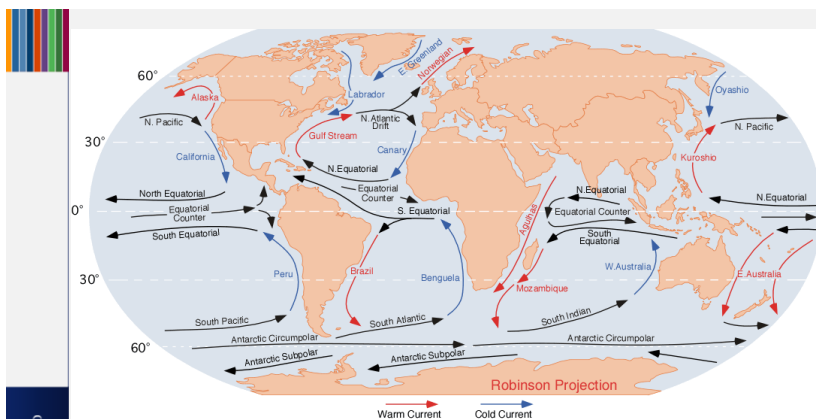 60°
30°
0°
30°
60°
Alaska
N. Pacific
California
North Equatorial
Equatorial
Counter
South Equatorial
Peru
South Pacific
Antarctic Circumpolar
Antarctic Subpolar
Labrador
E. Greenland
Norwegian
N.Atlantic
Drift
Gulf Stream
Canary
N.Equatorial
Equatorial
Counter
S. Equatorial
Brazil
Benguela
South Atlantic
Antarctic Subpolar
Agulhas
Mozambique
N.Equatorial
Equatorial Counter
South
Equatorial
W.Australia
South Indian
Antarctic Circumpolar
Oyashio
N. Pacific
Kuroshio
N.Equatorial
E.Australia
Robinson Projection
Warm Current
Cold Current